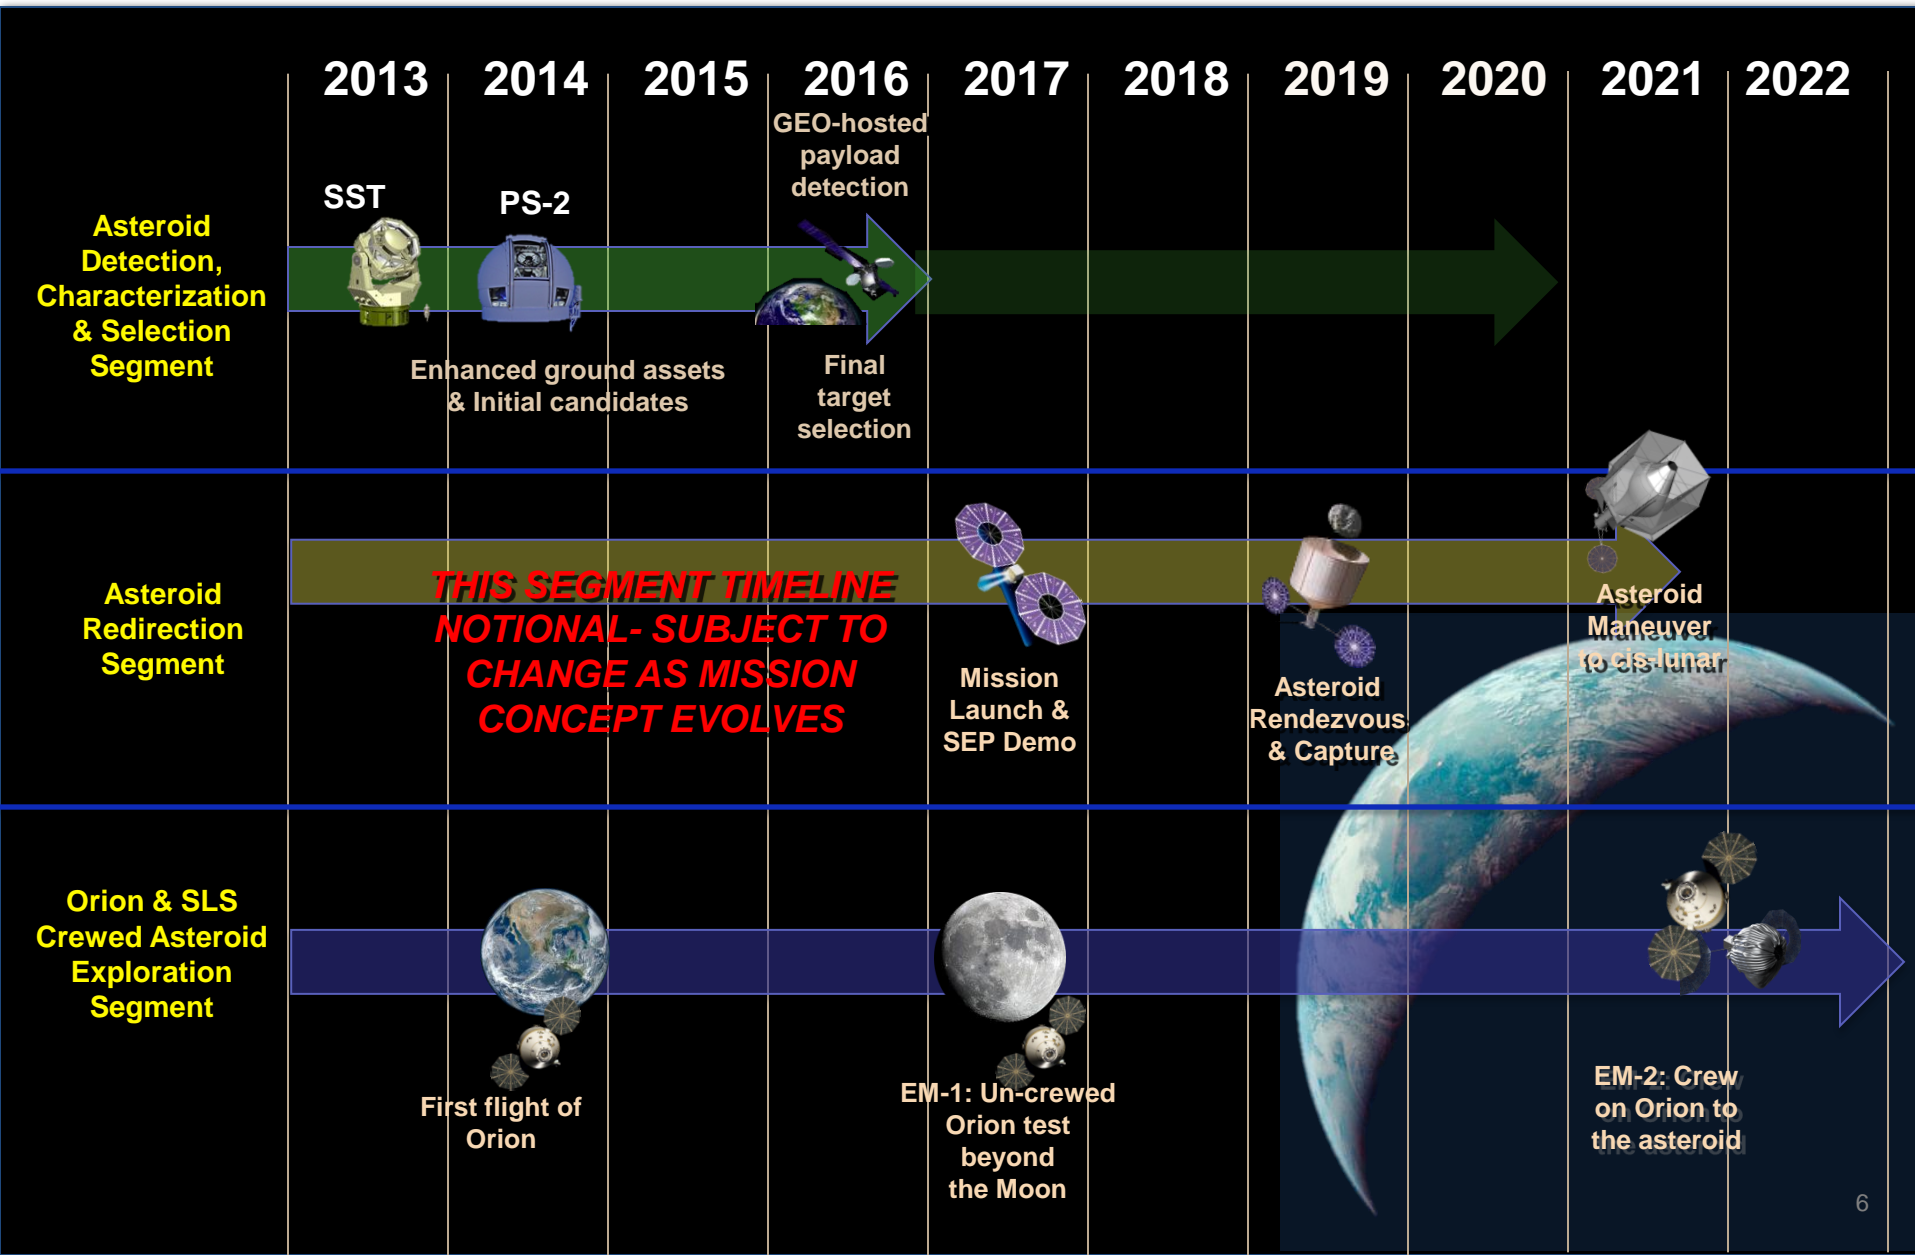 2013 2014 2015 2016 2017 2018 2019 2020 2021 2022
Asteroid
Detection,
Characterization
& Selection
Segment
SST
PS-2
GEO-hosted
payload
detection
Enhanced ground assets
& Initial candidates
Final
target
selection
Asteroid
Redirection
Segment
THIS SEGMENT TIMELINE
NOTIONAL- SUBJECT TO
CHANGE AS MISSION
CONCEPT EVOLVES
Mission
Launch &
SEP Demo
Asteroid
Rendezvous
& Capture
Asteroid
Maneuver
to cis-lunar
Orion & SLS
Crewed Asteroid
Exploration
Segment
First flight of
Orion
EM-1: Un-crewed
Orion test
beyond
the Moon
EM-2: Crew
on Orion to
the asteroid
6